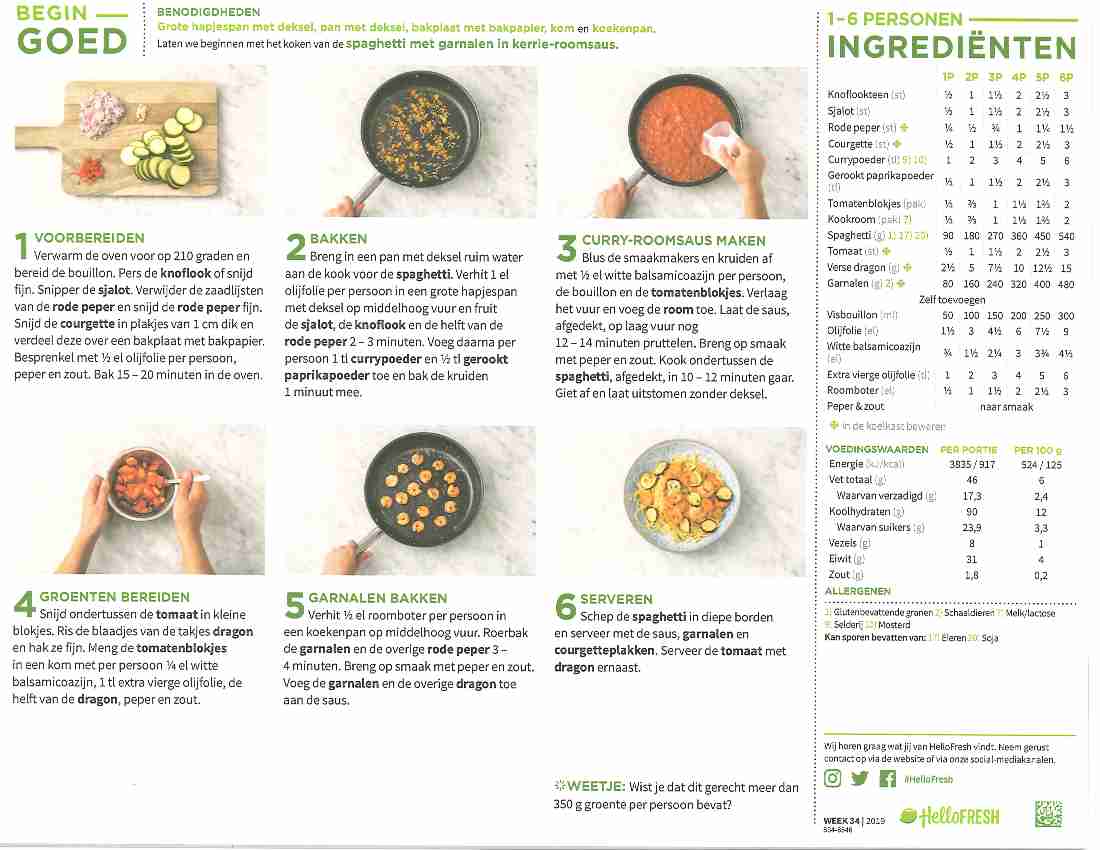 BEGIN
GOED
BENODIGDHEDEN
Grote hapjespan met deksel, pan met deksel, bakplaat met bakpapier, kom en koekenpan.
Laten we beginnen met het koken van de spaghetti met garnalen in kerrie-roomsaus.
1 VOORBEREIDEN
Verwarm de oven voor op 210 graden en
bereid de bouillon. Pers de knoflook of snijd
fijn. Snipper de sjalot. Verwijder de zaadlijsten
van de rode peper en snijd de rode peper fijn.
Snijd de courgette in plakjes van 1 cm dik en
verdeel deze over een bakplaat met bakpapier.
Besprenkel met ½ el olijfolie per persoon,
peper en zout. Bak 15 – 20 minuten in de oven.
2 BAKKEN
Breng in een pan met deksel ruim water
aan de kook voor de spaghetti. Verhit 1 el
olijfolie per persoon in een grote hapjespan
met deksel op middelhoog vuur en fruit
de sjalot, de knoflook en de helft van de
rode peper 2 – 3 minuten. Voeg daarna per
persoon 1 tl currypoeder en ½ tl gerookt
paprikapoeder toe en bak de kruiden
1 minuut mee.
3 CURRY-ROOMSAUS MAKEN
Blus de smaakmakers en kruiden af
met ½ el witte balsamicoazijn per persoon,
de bouillon en de tomatenblokjes. Verlaag
het vuur en voeg de room toe. Laat de saus,
afgedekt, op laag vuur nog
12 – 14 minuten pruttelen. Breng op smaak
met peper en zout. Kook ondertussen de
spaghetti, afgedekt, in 10 – 12 minuten gaar.
Giet af en laat uitstomen zonder deksel.
4 GROENTEN BEREIDEN
Snijd ondertussen de tomaat in kleine
blokjes. Ris de blaadjes van de takjes dragon
en hak ze fijn. Meng de tomatenblokjes
in een kom met per persoon ¼ el witte
balsamicoazijn, 1 tl extra vierge olijfolie, de
helft van de dragon, peper en zout.
5 GARNALEN BAKKEN
Verhit ½ el roomboter per persoon in
een koekenpan op middelhoog vuur. Roerbak
de garnalen en de overige rode peper 3 –
4 minuten. Breng op smaak met peper en zout.
Voeg de garnalen en de overige dragon toe
aan de saus.
6 SERVEREN
Schep de spaghetti in diepe borden
en serveer met de saus, garnalen en
courgetteplakken. Serveer de tomaat met
dragon ernaast.
WEETJE: Wist je dat dit gerecht meer dan
350 g groente per persoon bevat?
1-6 PERSONEN
INGREDIËNTEN
1P 2P 3P 4P 5P 6P
Knoflookteen (st) ½ 1 1½ 2 2½ 3
Sjalot (st) ½ 1 1½ 2 2½ 3
Rode peper (st) ¼ ½ ¾ 1 1¼ 1½
Courgette (st) ½ 1 1½ 2 2½ 3
Currypoeder (tl) 9) 10) 1 2 3 4 5 6
Gerookt paprikapoeder
(tl) ½ 1 1½ 2 2½ 3
Tomatenblokjes (pak) ⅓ ⅔ 1 1⅓ 1⅔ 2
Kookroom (pak) 7) ⅓ ⅔ 1 1⅓ 1⅔ 2
Spaghetti (g) 1) 17) 20) 90 180 270 360 450 540
Tomaat (st) ½ 1 1½ 2 2½ 3
Verse dragon (g) 2½ 5 7½ 10 12½ 15
Garnalen (g) 2) 80 160 240 320 400 480
Zelf toevoegen
Visbouillon (ml) 50 100 150 200 250 300
Olijfolie (el) 1½ 3 4½ 6 7½ 9
Witte balsamicoazijn
(el) ¾ 1½ 2¼ 3 3¾ 4½
Extra vierge olijfolie (tl) 1 2 3 4 5 6
Roomboter (el) ½ 1 1½ 2 2½ 3
Peper & zout naar smaak
in de koelkast bewaren
VOEDINGSWAARDEN PER PORTIE PER 100 g
Energie (kJ/kcal) 3835 / 917 524 / 125
Vet totaal (g) 46 6
Waarvan verzadigd (g) 17,3 2,4
Koolhydraten (g) 90 12
Waarvan suikers (g) 23,9 3,3
Vezels (g) 8 1
Eiwit (g) 31 4
Zout (g) 1,8 0,2
ALLERGENEN
1) Glutenbevattende granen 2) Schaaldieren 7) Melk/lactose
9) Selderij 10) Mosterd
Kan sporen bevatten van: 17) Eieren 20) Soja
Wij horen graag wat jij van HelloFresh vindt. Neem gerust
contact op via de website of via onze social-mediakanalen.
#HelloFresh
WEEK 34 | 2019
HelloFRESH